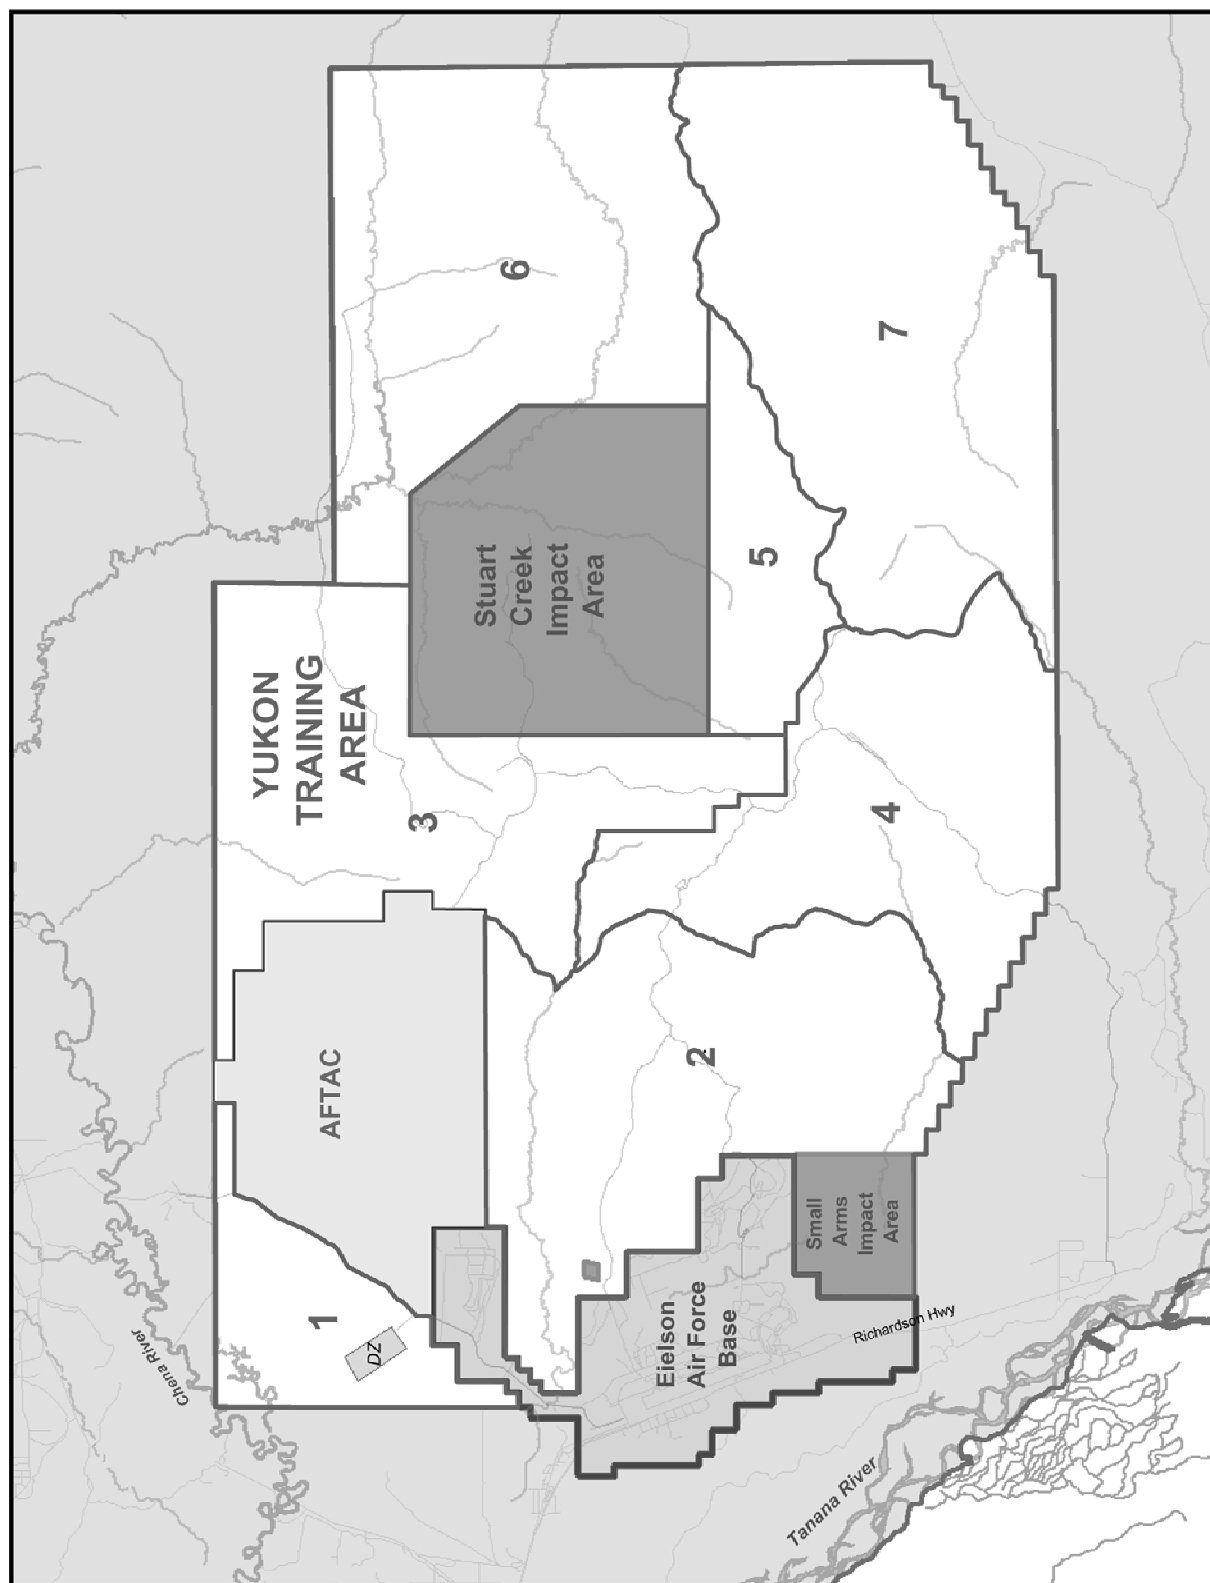 YUKON
TRAINING
AREA
1
2
3
4
5
6
7
AFTAC
DZ
Stuart
Creek
Impact
Area
Small
Arms
Impact
Area
Eielson
Air Force
Base
Richardson Hwy
Chena River
Tanana River